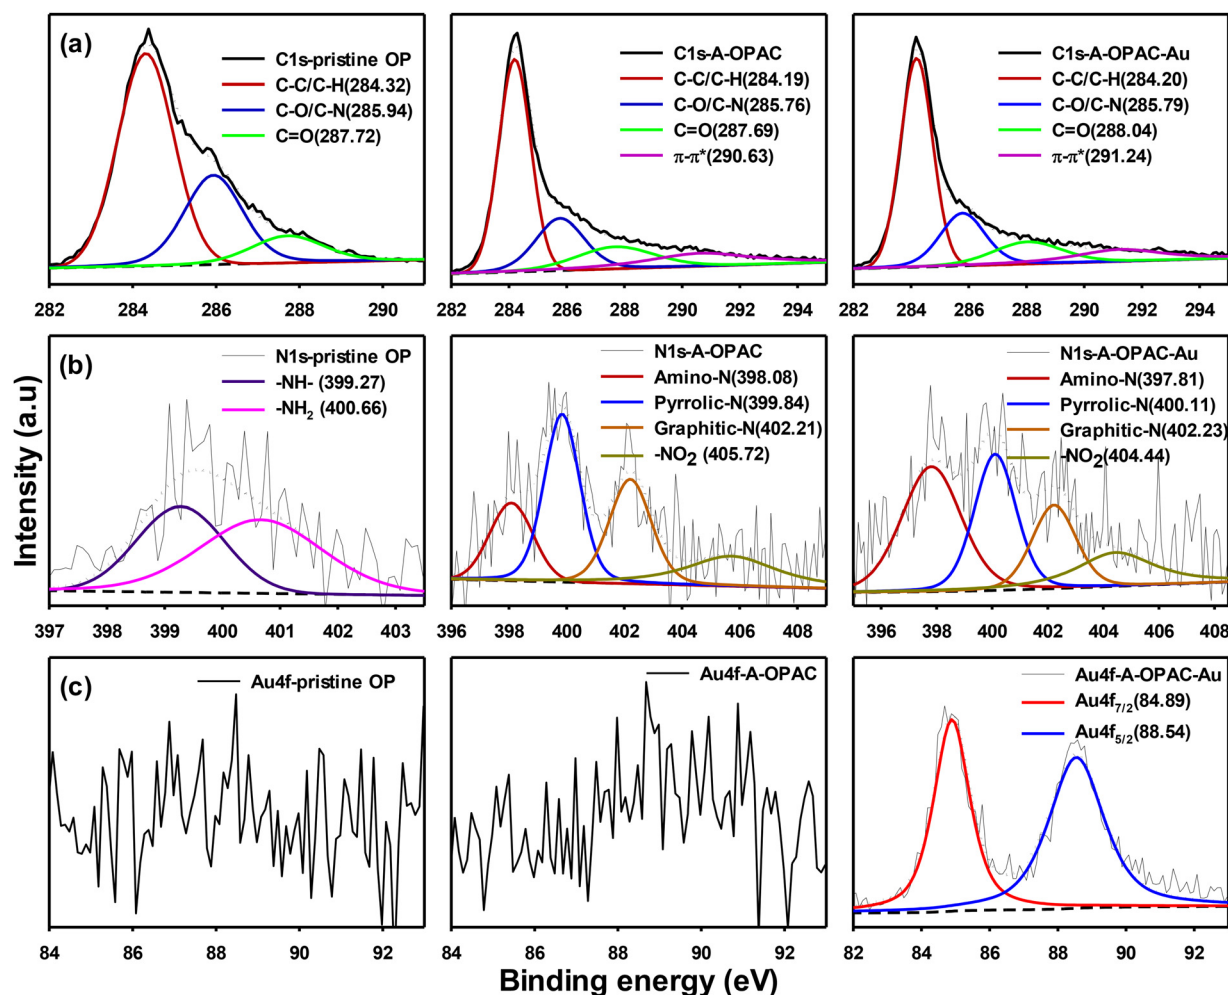 (a)
C1s-pristine OP
C-C/C-H(284.32)
C-O/C-N(285.94)
C=O(287.72)
282 284 286 288 290
C1s-A-OPAC
C-C/C-H(284.19)
C-O/C-N(285.76)
C=O(287.69)
π-π*(290.63)
282 284 286 288 290 292 294
C1s-A-OPAC-Au
C-C/C-H(284.20)
C-O/C-N(285.79)
C=O(288.04)
π-π*(291.24)
282 284 286 288 290 292 294
Intensity (a.u)
(b)
N1s-pristine OP
-NH- (399.27)
-NH₂ (400.66)
397 398 399 400 401 402 403
N1s-A-OPAC
Amino-N(398.08)
Pyrrolic-N(399.84)
Graphitic-N(402.21)
-NO₂ (405.72)
396 398 400 402 404 406 408
N1s-A-OPAC-Au
Amino-N(397.81)
Pyrrolic-N(400.11)
Graphitic-N(402.23)
-NO₂(404.44)
396 398 400 402 404 406 408
(c)
Au4f-pristine OP
84 86 88 90 92
Au4f-A-OPAC
84 86 88 90 92
Au4f-A-OPAC-Au
Au4f₇/₂(84.89)
Au4f₅/₂(88.54)
82 84 86 88 90 92
Binding energy (eV)